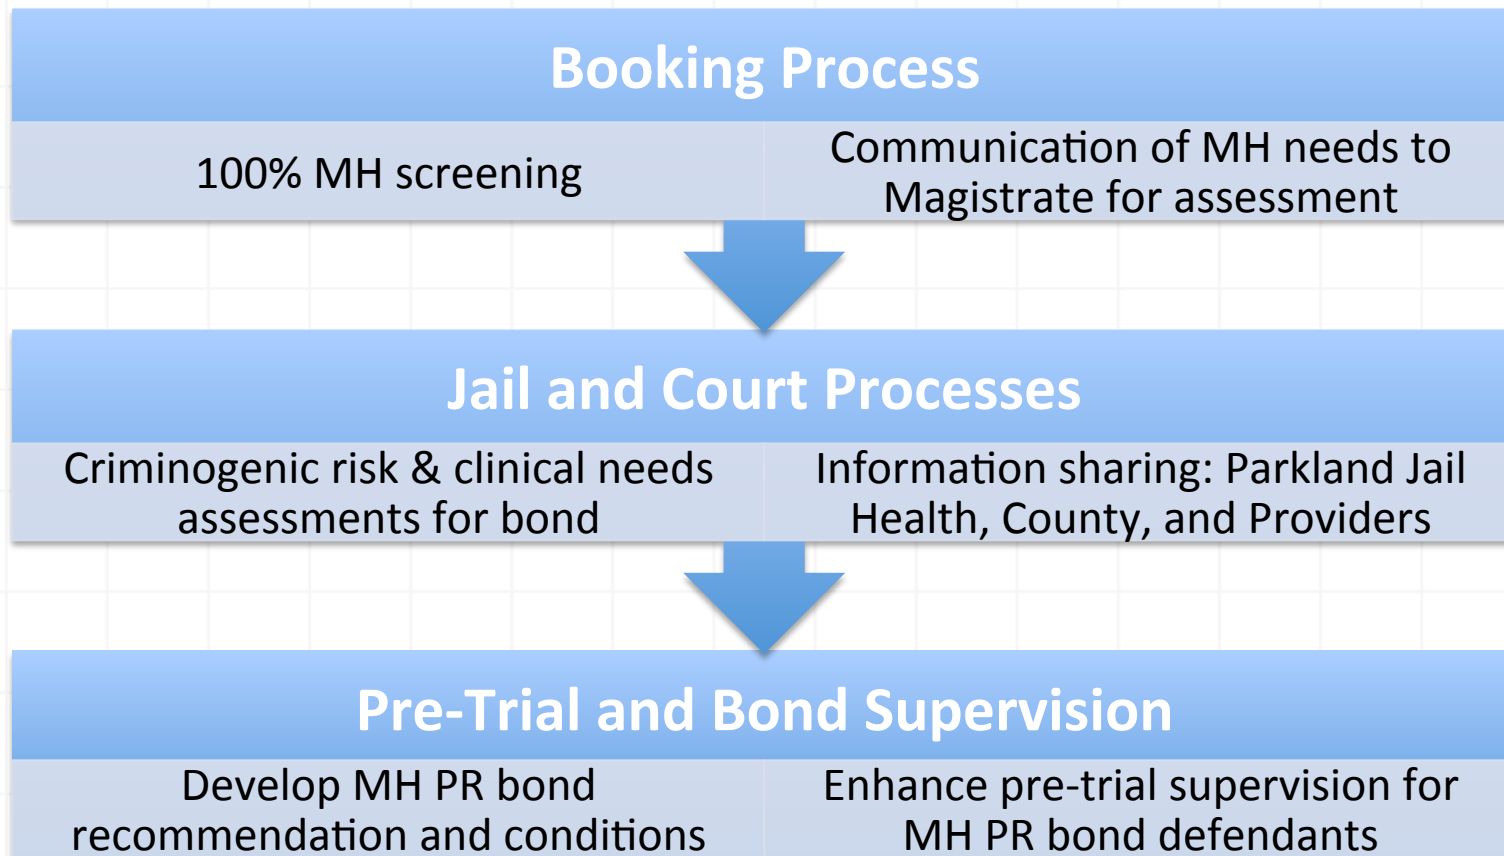 Booking Process
100% MH screening
Communication of MH needs to
Magistrate for assessment
Jail and Court Processes
Criminogenic risk & clinical needs
assessments for bond
Information sharing: Parkland Jail
Health, County, and Providers
Pre-Trial and Bond Supervision
Develop MH PR bond
recommendation and conditions
Enhance pre-trial supervision for
MH PR bond defendants